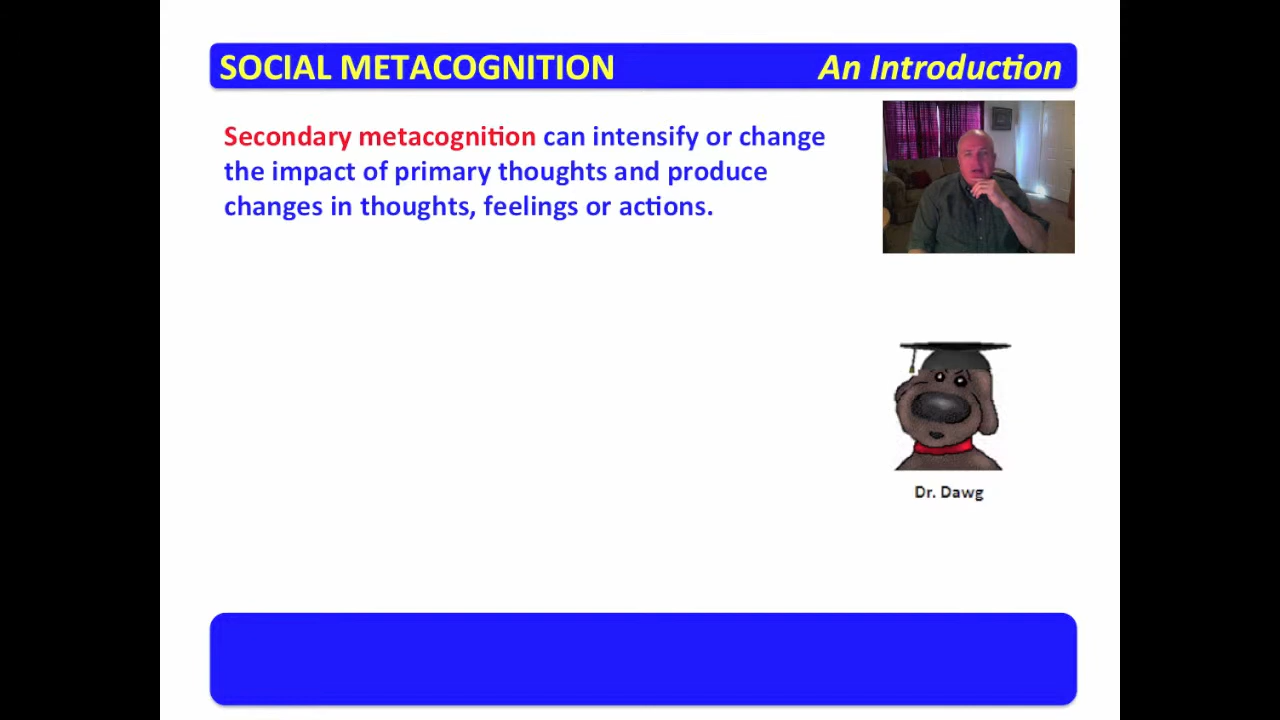 SOCIAL METACOGNITION An Introduction
Secondary metacognition can intensify or change
the impact of primary thoughts and produce
changes in thoughts, feelings or actions.
Dr. Dawg